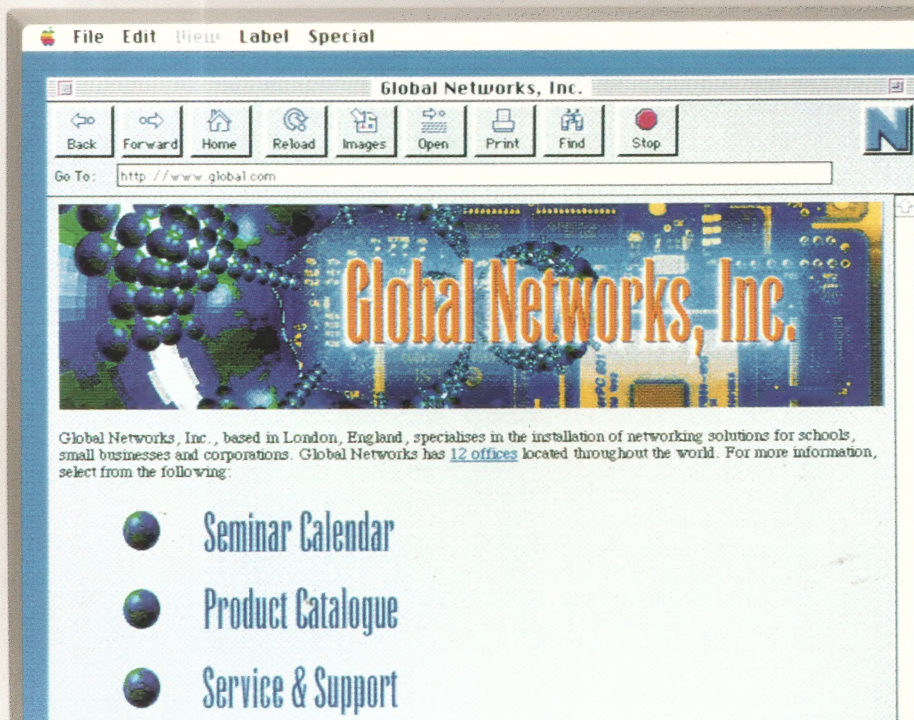 File Edit View Label Special
Global Networks, Inc.
Back Forward Home Reload Images Open Print Find Stop
N
Go To: http://www.global.com
Global Networks, Inc.
Global Networks, Inc., based in London, England, specialises in the installation of networking solutions for schools,
small businesses and corporations. Global Networks has 12 offices located throughout the world. For more information,
select from the following:
Seminar Calendar
Product Catalogue
Service & Support